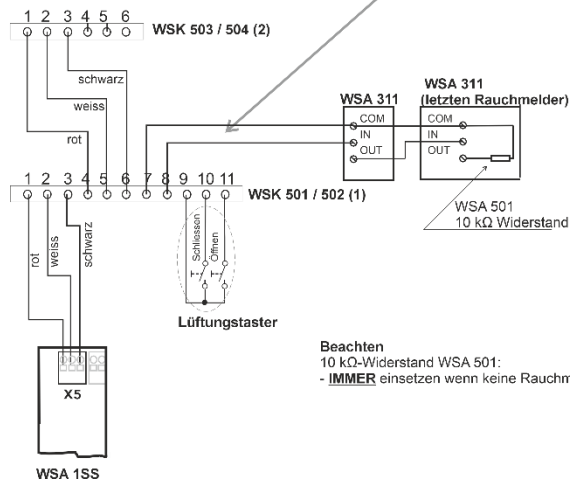 1 2 3 4 5 6
WSK 503 / 504 (2)
schwarz
weiss
rot
WSA 311
COM
IN
OUT
WSA 311
(letzten Rauchmelder)
COM
IN
OUT
WSA 501
10 kΩ Widerstand
1 2 3 4 5 6 7 8 9 10 11
WSK 501 / 502 (1)
rot
weiss
schwarz
Schliessen
Öffnen
Lüftungstaster
X5
WSA 1SS
Beachten
10 kΩ-Widerstand WSA 501:
- IMMER einsetzen wenn keine